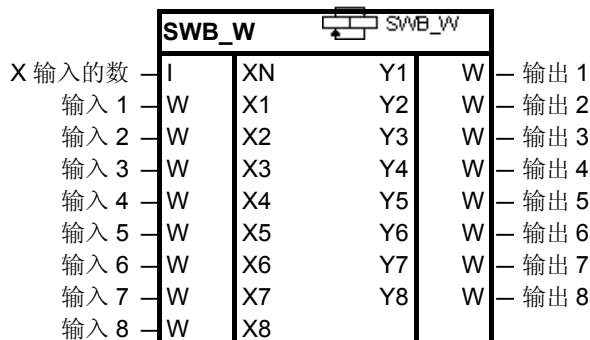 SWB_W SWB_W
X 输入的数 I XN Y1 W 输出 1
输入 1 W X1 Y2 W 输出 2
输入 2 W X2 Y3 W 输出 3
输入 3 W X3 Y4 W 输出 4
输入 4 W X4 Y5 W 输出 5
输入 5 W X5 Y6 W 输出 6
输入 6 W X6 Y7 W 输出 7
输入 7 W X7 Y8 W 输出 8
输入 8 W X8